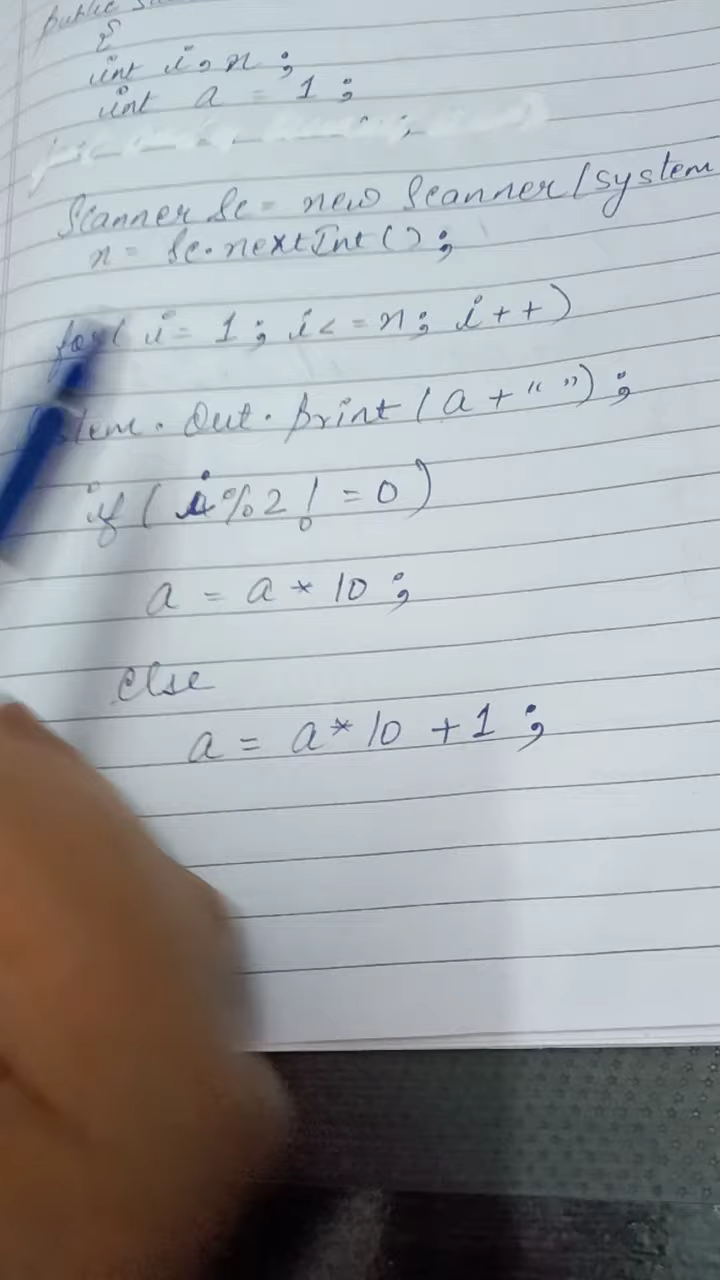 public
{
int i, n ;
int a = 1 ;
Scanner Sc = new Scanner(System
n = Sc.nextInt() ;
for( i = 1 ; i <= n ; i++)
tem.Out.print(a + " ") ;
if ( i%2 != 0)
a = a * 10 ;
else
a = a*10 + 1 ;